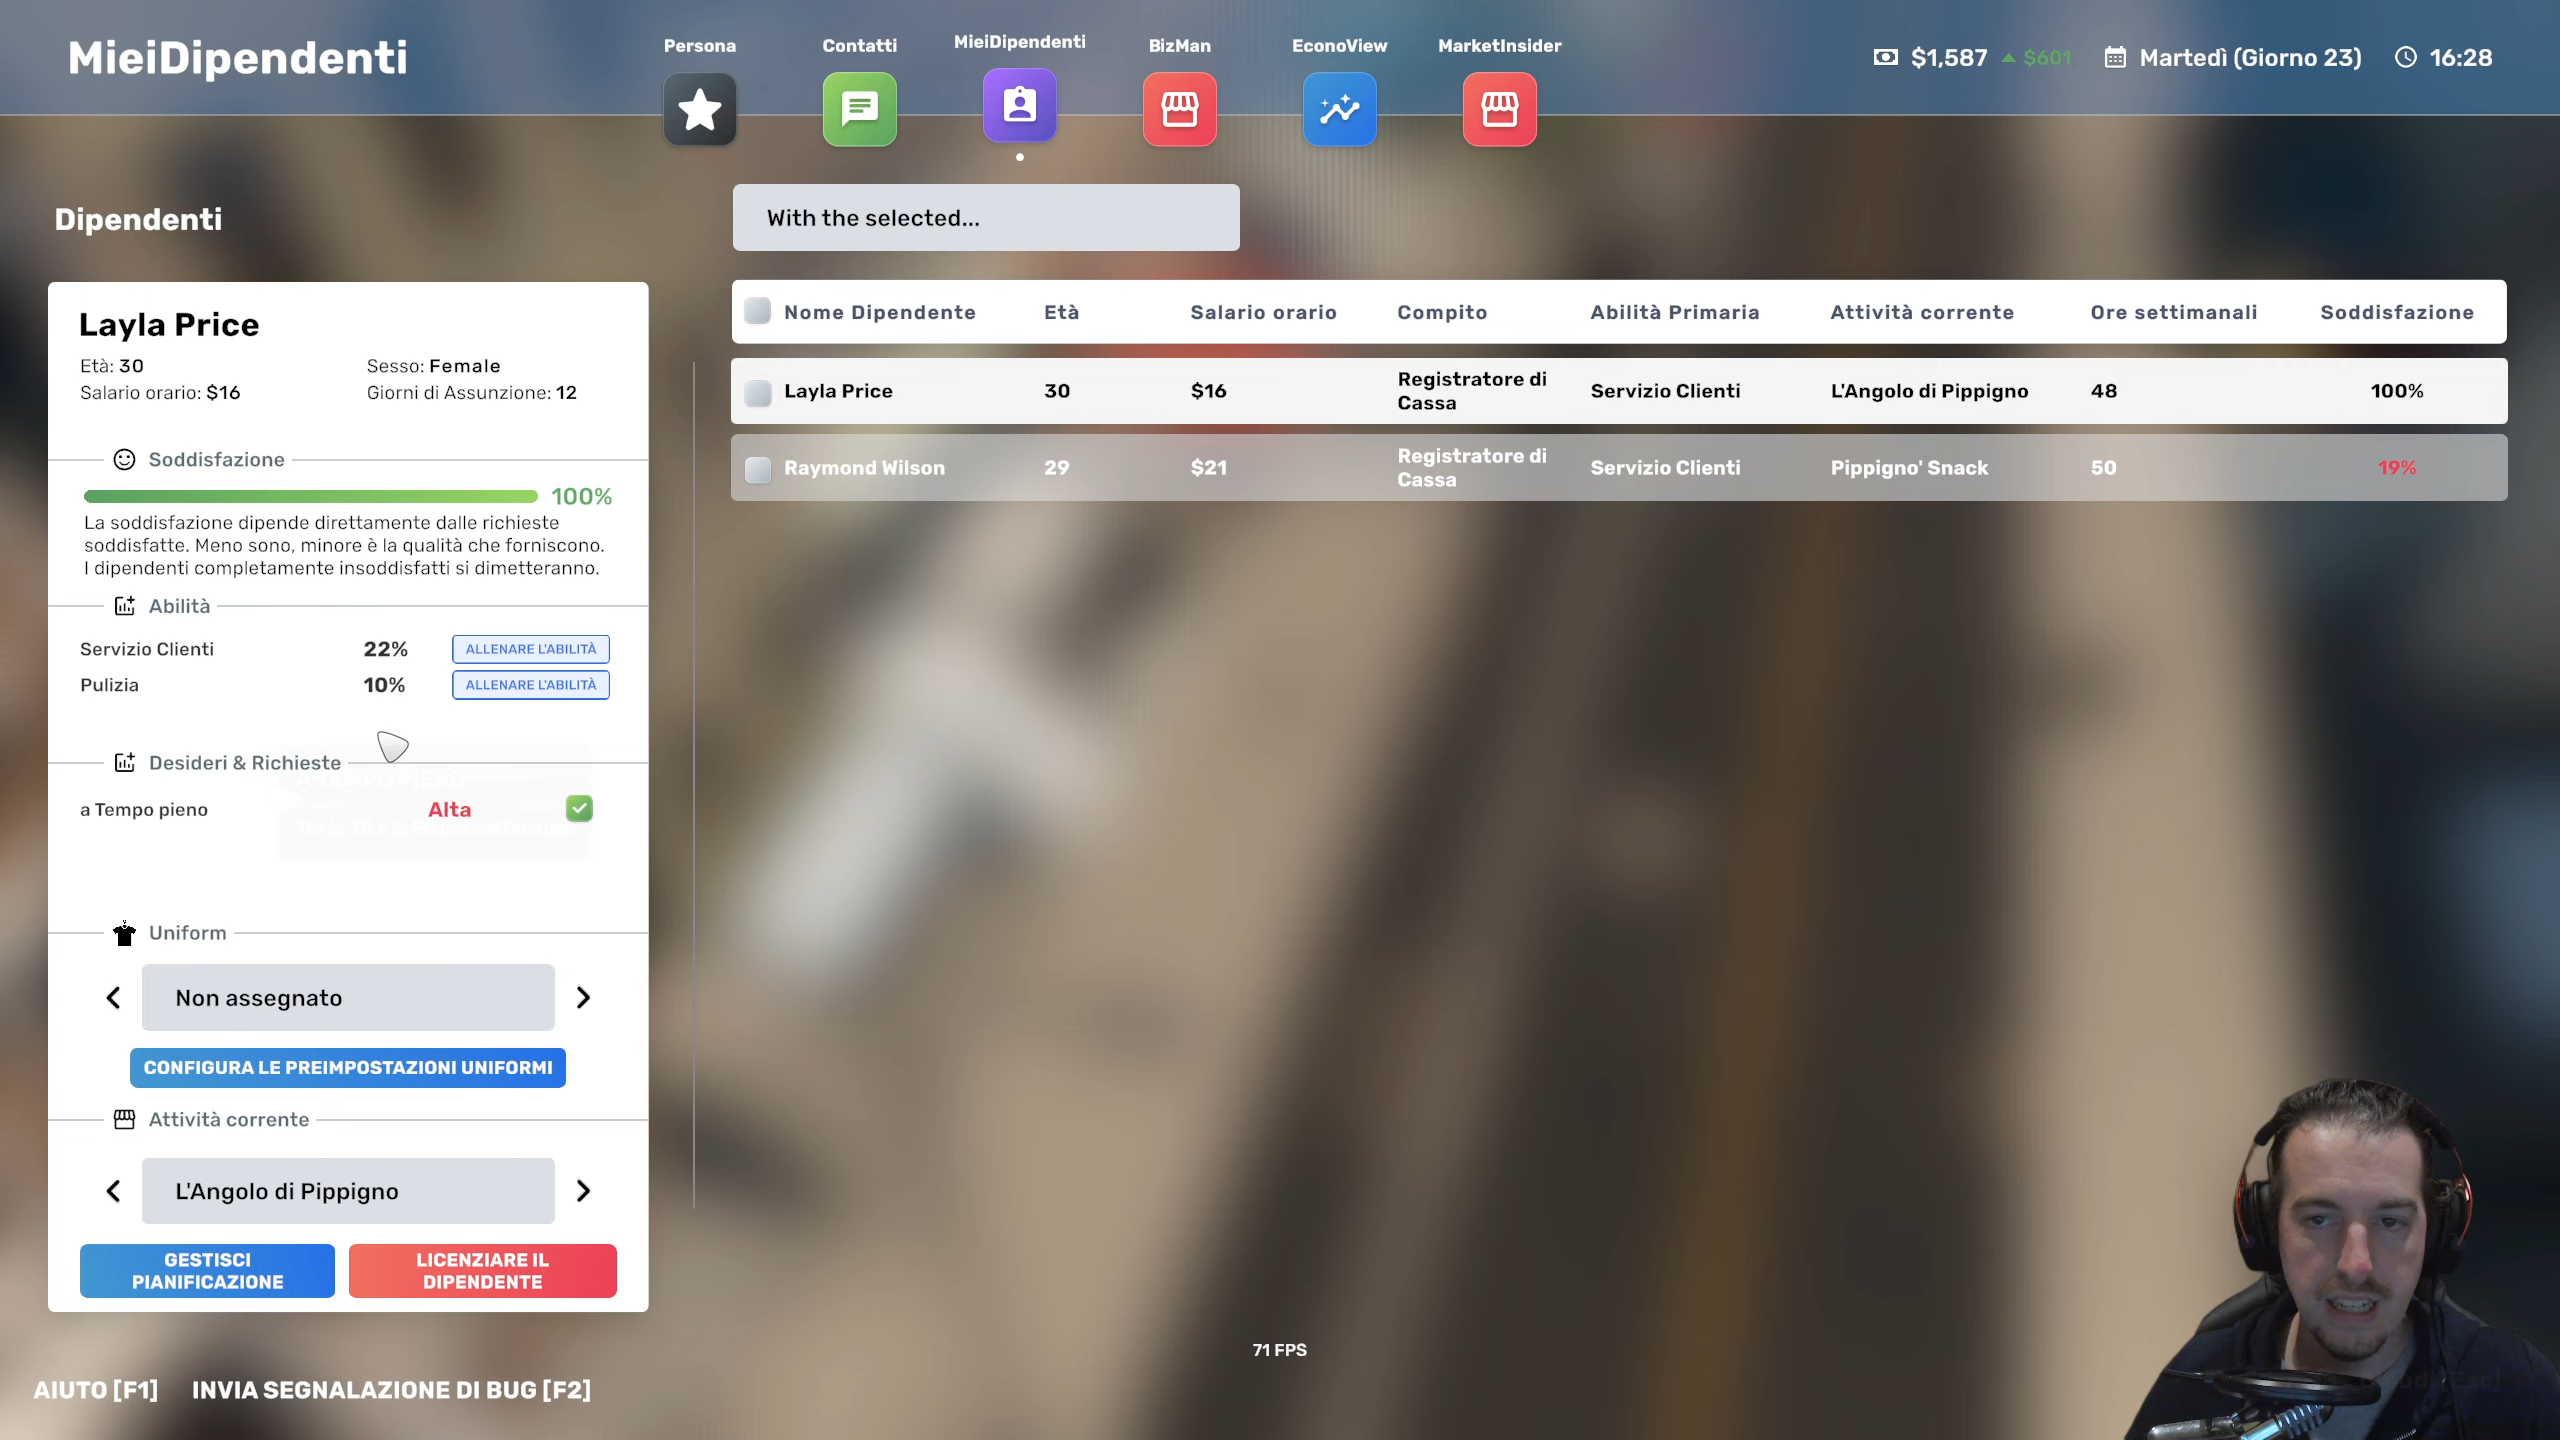 MieiDipendenti
Persona
Contatti
MieiDipendenti
BizMan
EconoView
MarketInsider
$1,587
$601
Martedì (Giorno 23)
16:28
Dipendenti
With the selected...
Layla Price
Età: 30
Sesso: Female
Salario orario: $16
Giorni di Assunzione: 12
Soddisfazione
100%
La soddisfazione dipende direttamente dalle richieste
soddisfatte. Meno sono, minore è la qualità che forniscono.
I dipendenti completamente insoddisfatti si dimetteranno.
Abilità
Servizio Clienti 22% ALLENARE L'ABILITÀ
Pulizia 10% ALLENARE L'ABILITÀ
Desideri & Richieste
A TEMPO PIENO
a Tempo pieno Alta
Uniform
Non assegnato
CONFIGURA LE PREIMPOSTAZIONI UNIFORMI
Attività corrente
L'Angolo di Pippigno
GESTISCI
PIANIFICAZIONE
LICENZIARE IL
DIPENDENTE
Nome Dipendente Età Salario orario Compito Abilità Primaria Attività corrente Ore settimanali Soddisfazione
Layla Price 30 $16 Registratore di
Cassa Servizio Clienti L'Angolo di Pippigno 48 100%
Raymond Wilson 29 $21 Registratore di
Cassa Servizio Clienti Pippigno' Snack 50 19%
71 FPS
AIUTO [F1]
INVIA SEGNALAZIONE DI BUG [F2]